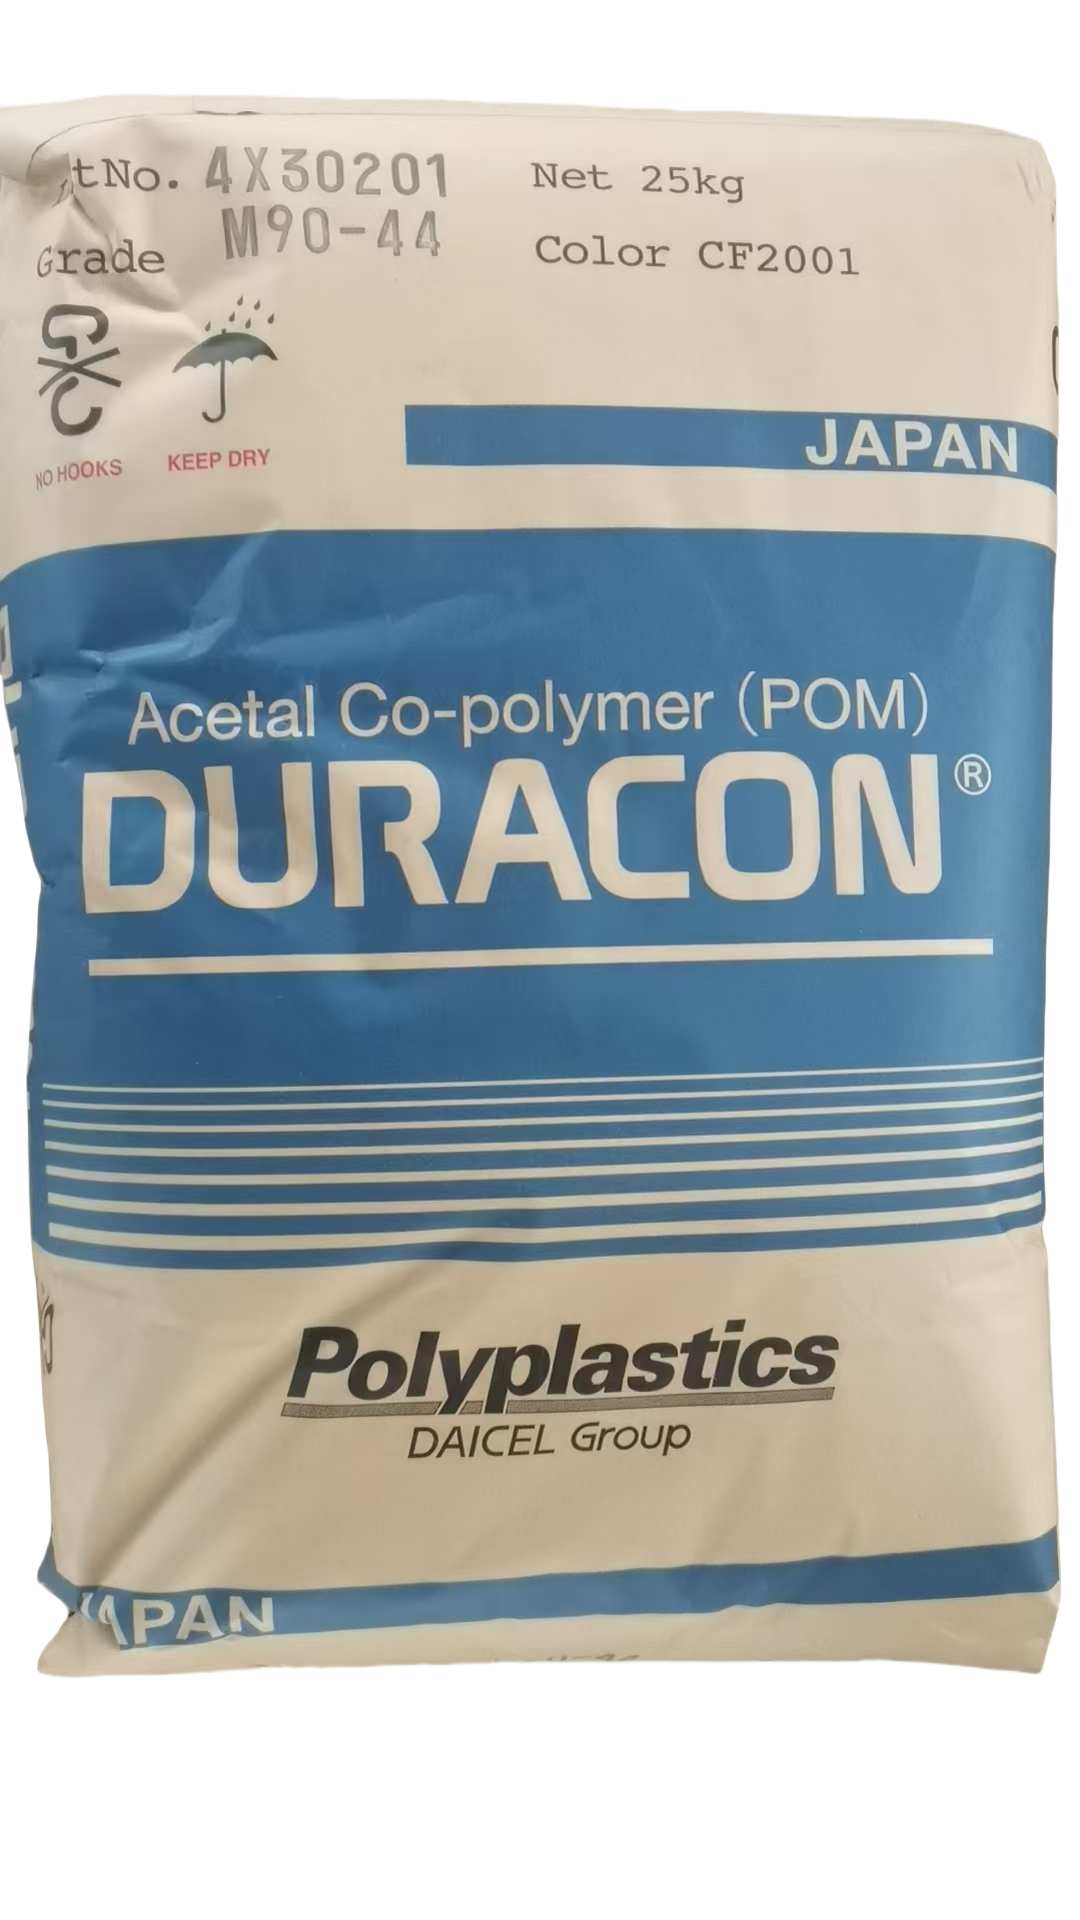 tNo. 4X30201 Net 25kg
Grade M90-44 Color CF2001
NO HOOKS KEEP DRY
JAPAN
Acetal Co-polymer (POM)
DURACON®
Polyplastics
DAICEL Group
JAPAN